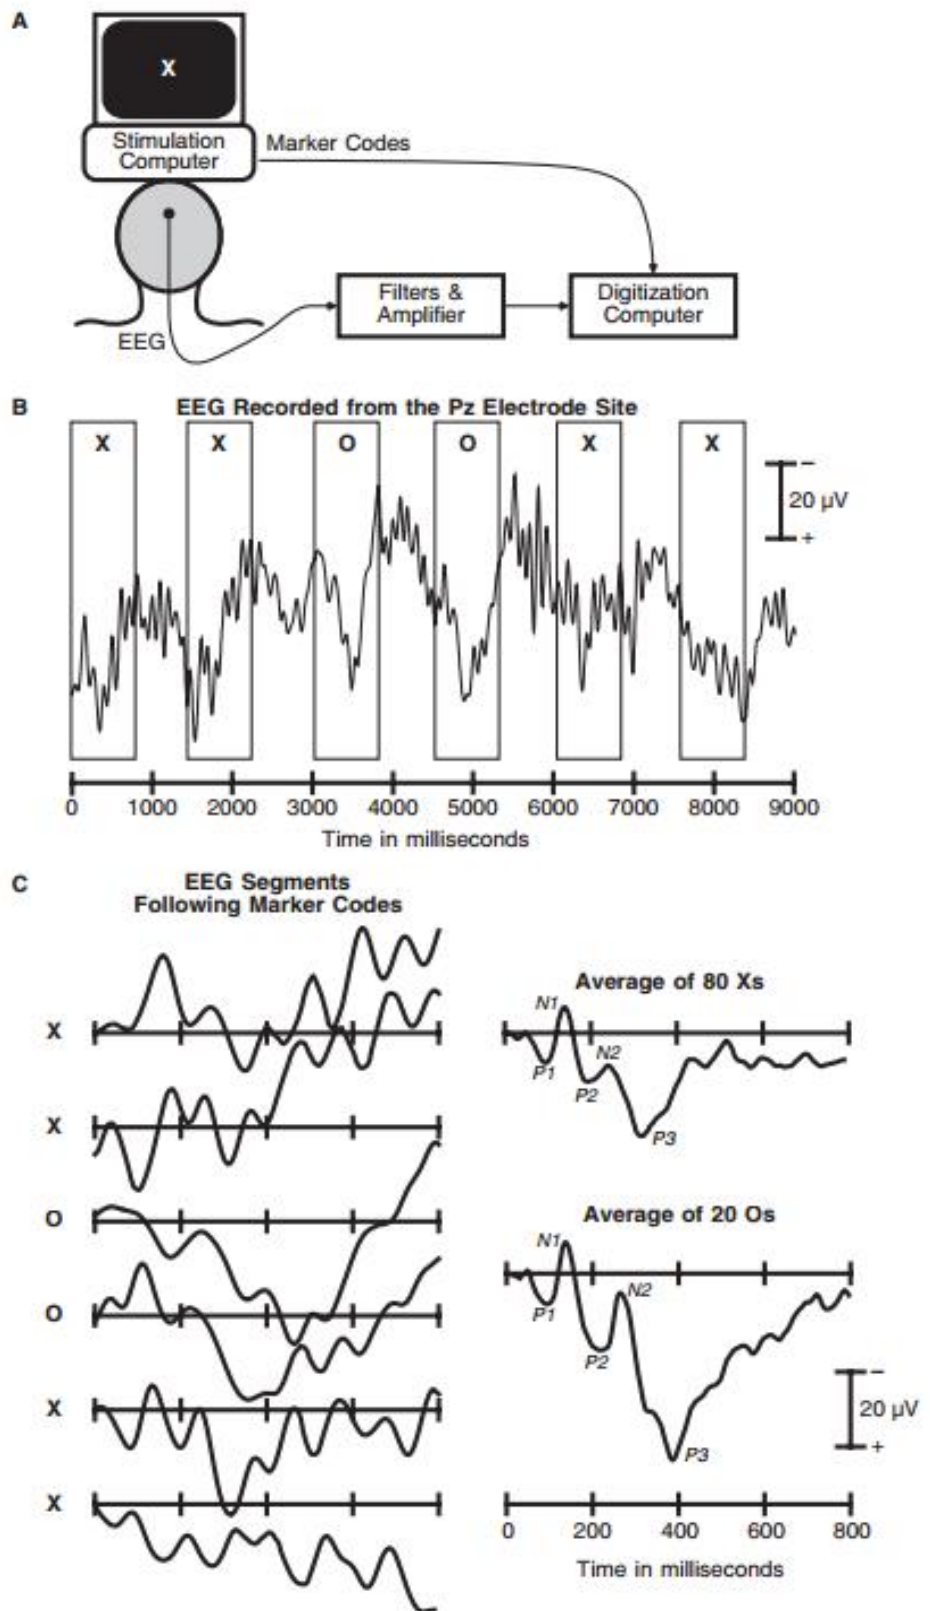 A
X
Stimulation
Computer
Marker Codes
Filters &
Amplifier
Digitization
Computer
EEG
B
EEG Recorded from the Pz Electrode Site
X X O O X X
–
20 µV
+
0 1000 2000 3000 4000 5000 6000 7000 8000 9000
Time in milliseconds
C
EEG Segments
Following Marker Codes
X
X
O
O
X
X
Average of 80 Xs
N1
P1
N2
P2
P3
Average of 20 Os
N1
P1
N2
P2
P3
–
20 µV
+
0 200 400 600 800
Time in milliseconds